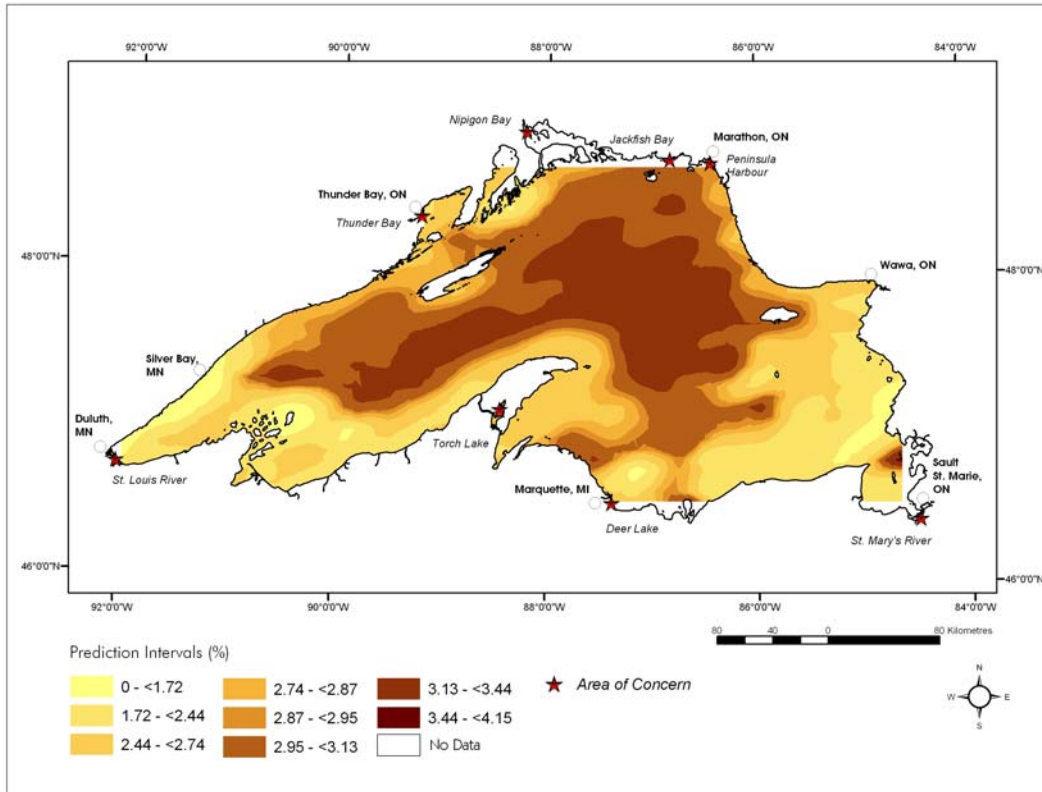 92°0'0"W
90°0'0"W
88°0'0"W
86°0'0"W
84°0'0"W
Nipigon Bay
Jackfish Bay
Marathon, ON
Peninsula
Harbour
Thunder Bay, ON
Thunder Bay
48°0'0"N
48°0'0"N
Wawa, ON
Silver Bay,
MN
Duluth,
MN
St. Louis River
Torch Lake
Marquette, MI
Deer Lake
Sault
St. Marie,
ON
St. Mary's River
46°0'0"N
46°0'0"N
92°0'0"W
90°0'0"W
88°0'0"W
86°0'0"W
84°0'0"W
80 40 0 80 Kilometres
Prediction Intervals (%)
0 - <1.72
2.74 - <2.87
3.13 - <3.44
Area of Concern
1.72 - <2.44
2.87 - <2.95
3.44 - <4.15
2.44 - <2.74
2.95 - <3.13
No Data
N
W E
S